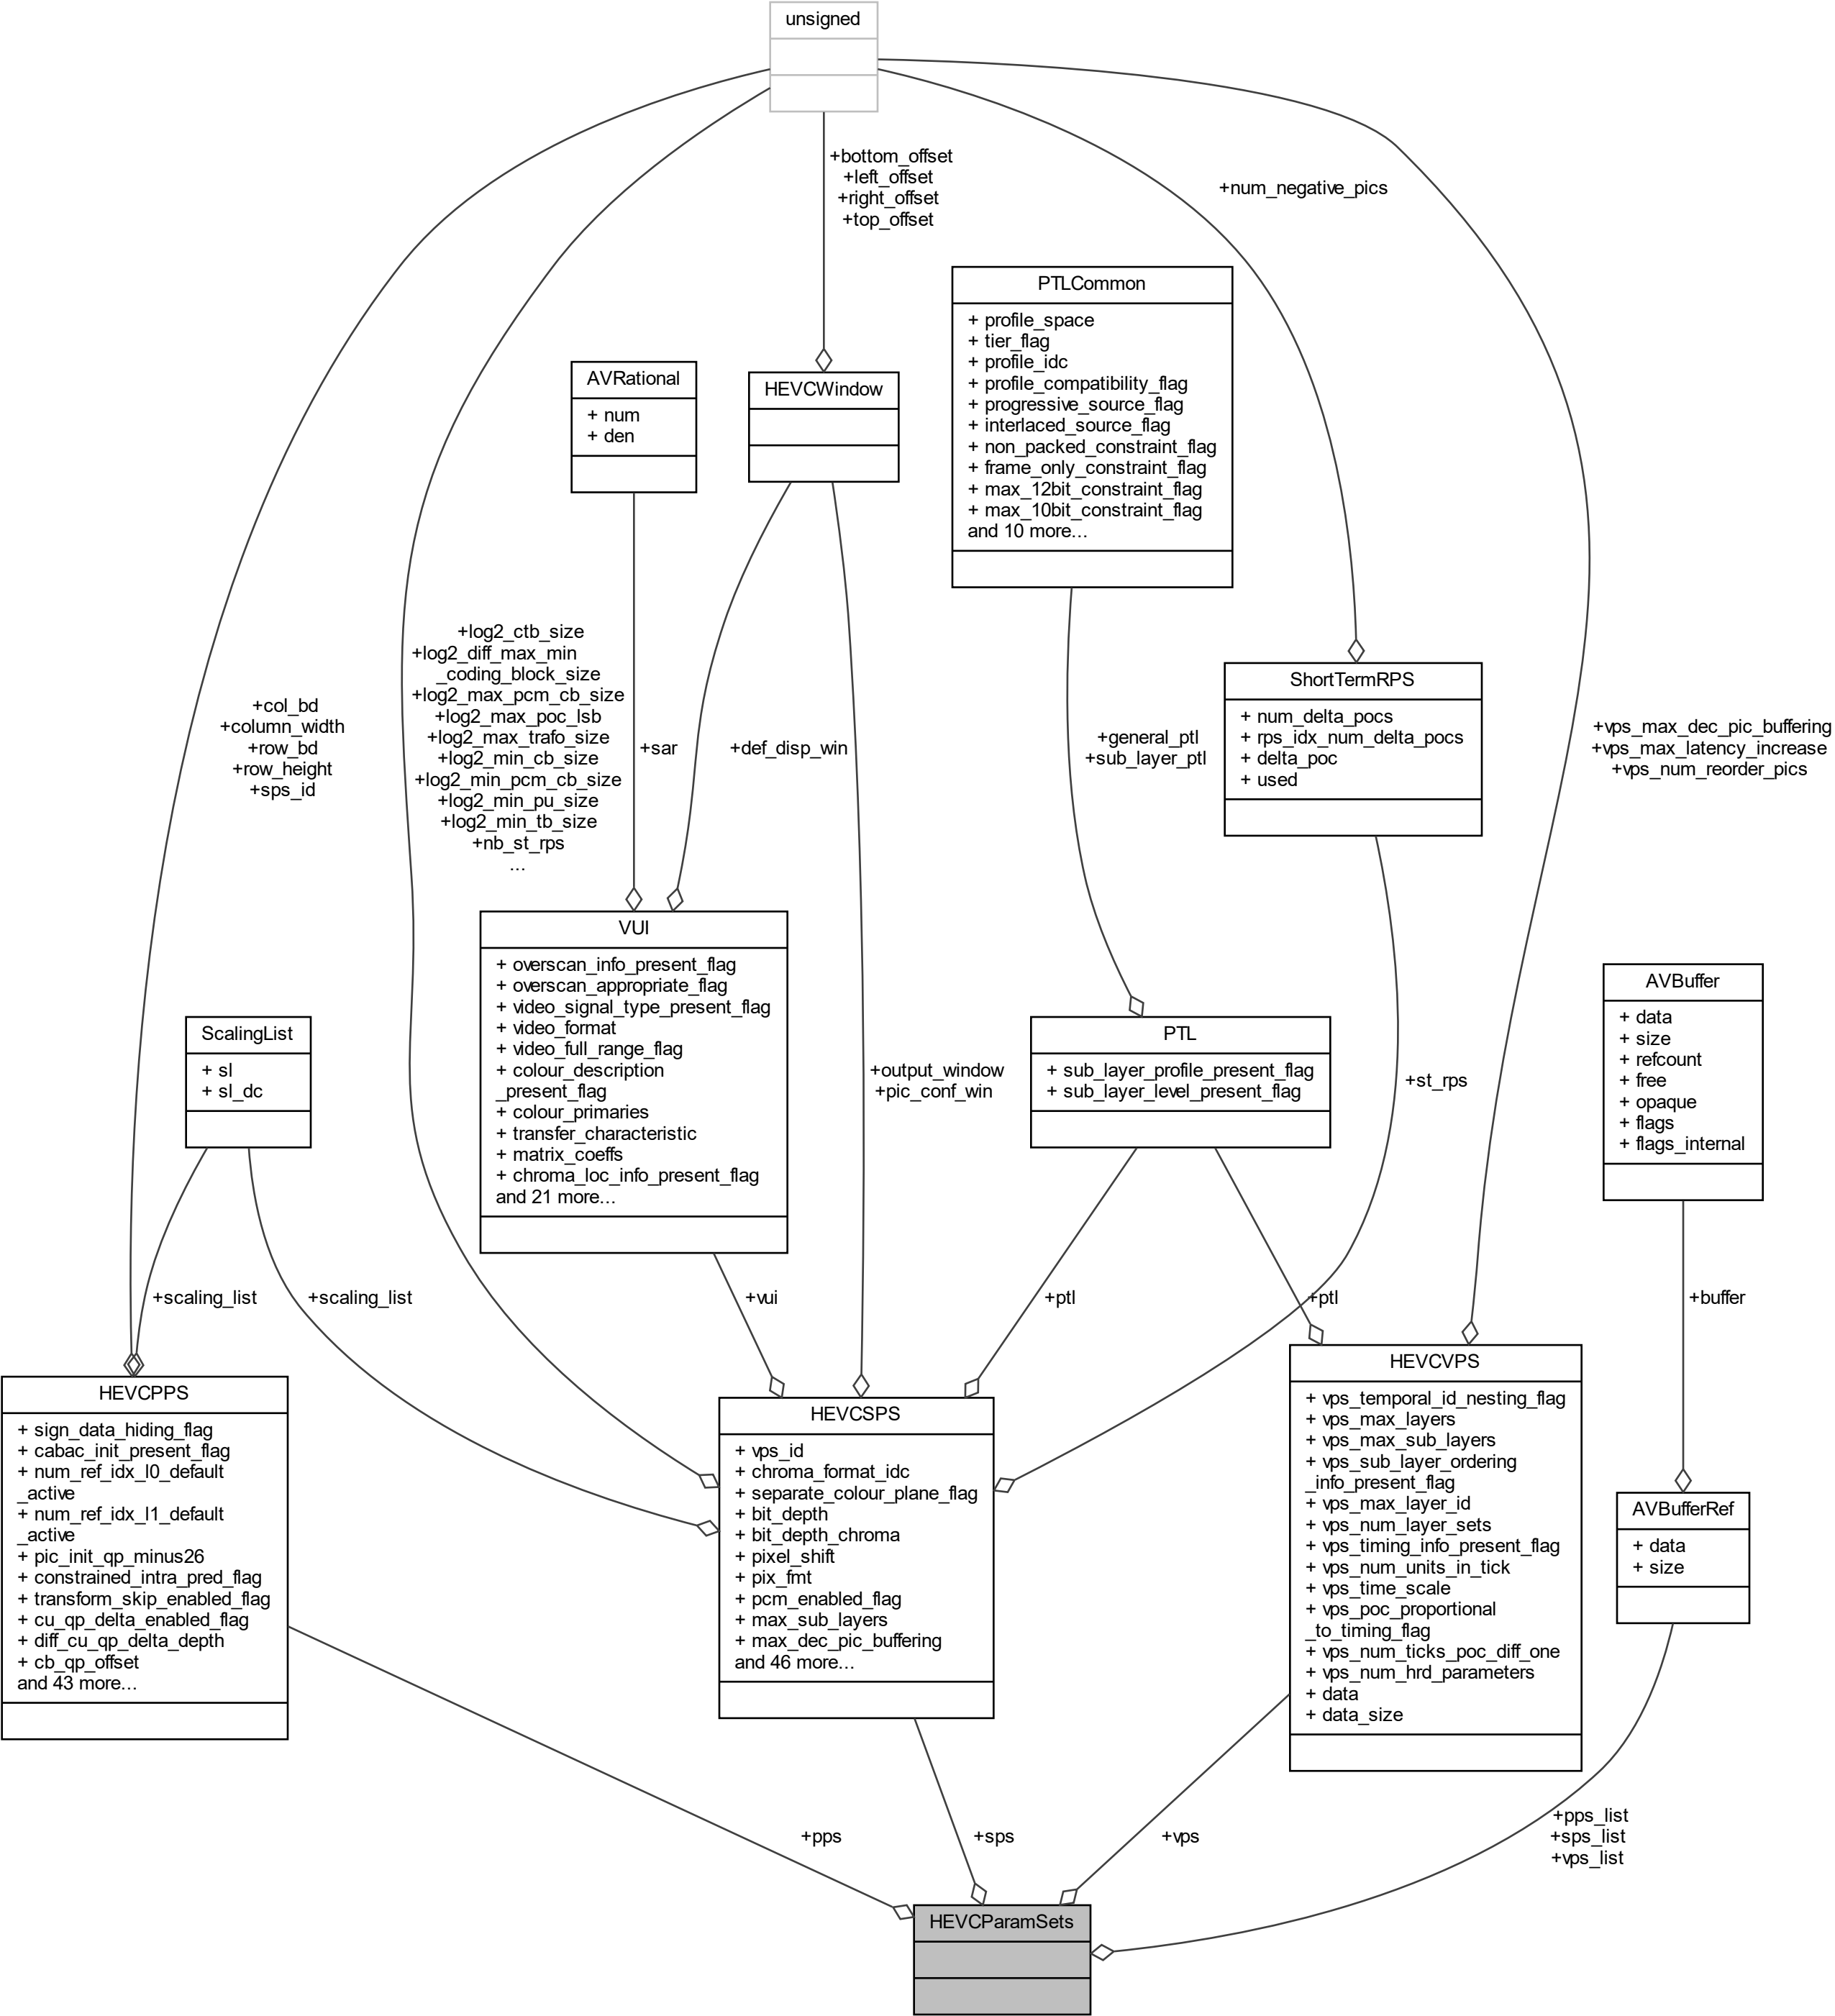 unsigned
+bottom_offset
+left_offset
+right_offset
+top_offset
+num_negative_pics
PTLCommon
+ profile_space
+ tier_flag
+ profile_idc
+ profile_compatibility_flag
+ progressive_source_flag
+ interlaced_source_flag
+ non_packed_constraint_flag
+ frame_only_constraint_flag
+ max_12bit_constraint_flag
+ max_10bit_constraint_flag
and 10 more...
AVRational
+ num
+ den
HEVCWindow
+log2_ctb_size
+log2_diff_max_min
_coding_block_size
+log2_max_pcm_cb_size
+log2_max_poc_lsb
+log2_max_trafo_size
+log2_min_cb_size
+log2_min_pcm_cb_size
+log2_min_pu_size
+log2_min_tb_size
+nb_st_rps
...
ShortTermRPS
+ num_delta_pocs
+ rps_idx_num_delta_pocs
+ delta_poc
+ used
+col_bd
+column_width
+row_bd
+row_height
+sps_id
+sar
+def_disp_win
+general_ptl
+sub_layer_ptl
+vps_max_dec_pic_buffering
+vps_max_latency_increase
+vps_num_reorder_pics
VUI
+ overscan_info_present_flag
+ overscan_appropriate_flag
+ video_signal_type_present_flag
+ video_format
+ video_full_range_flag
+ colour_description
_present_flag
+ colour_primaries
+ transfer_characteristic
+ matrix_coeffs
+ chroma_loc_info_present_flag
and 21 more...
ScalingList
+ sl
+ sl_dc
+output_window
+pic_conf_win
PTL
+ sub_layer_profile_present_flag
+ sub_layer_level_present_flag
+st_rps
AVBuffer
+ data
+ size
+ refcount
+ free
+ opaque
+ flags
+ flags_internal
+scaling_list
+scaling_list
+vui
+ptl
+ptl
+buffer
HEVCPPS
+ sign_data_hiding_flag
+ cabac_init_present_flag
+ num_ref_idx_l0_default
_active
+ num_ref_idx_l1_default
_active
+ pic_init_qp_minus26
+ constrained_intra_pred_flag
+ transform_skip_enabled_flag
+ cu_qp_delta_enabled_flag
+ diff_cu_qp_delta_depth
+ cb_qp_offset
and 43 more...
HEVCSPS
+ vps_id
+ chroma_format_idc
+ separate_colour_plane_flag
+ bit_depth
+ bit_depth_chroma
+ pixel_shift
+ pix_fmt
+ pcm_enabled_flag
+ max_sub_layers
+ max_dec_pic_buffering
and 46 more...
HEVCVPS
+ vps_temporal_id_nesting_flag
+ vps_max_layers
+ vps_max_sub_layers
+ vps_sub_layer_ordering
_info_present_flag
+ vps_max_layer_id
+ vps_num_layer_sets
+ vps_timing_info_present_flag
+ vps_num_units_in_tick
+ vps_time_scale
+ vps_poc_proportional
_to_timing_flag
+ vps_num_ticks_poc_diff_one
+ vps_num_hrd_parameters
+ data
+ data_size
AVBufferRef
+ data
+ size
+pps
+sps
+vps
+pps_list
+sps_list
+vps_list
HEVCParamSets